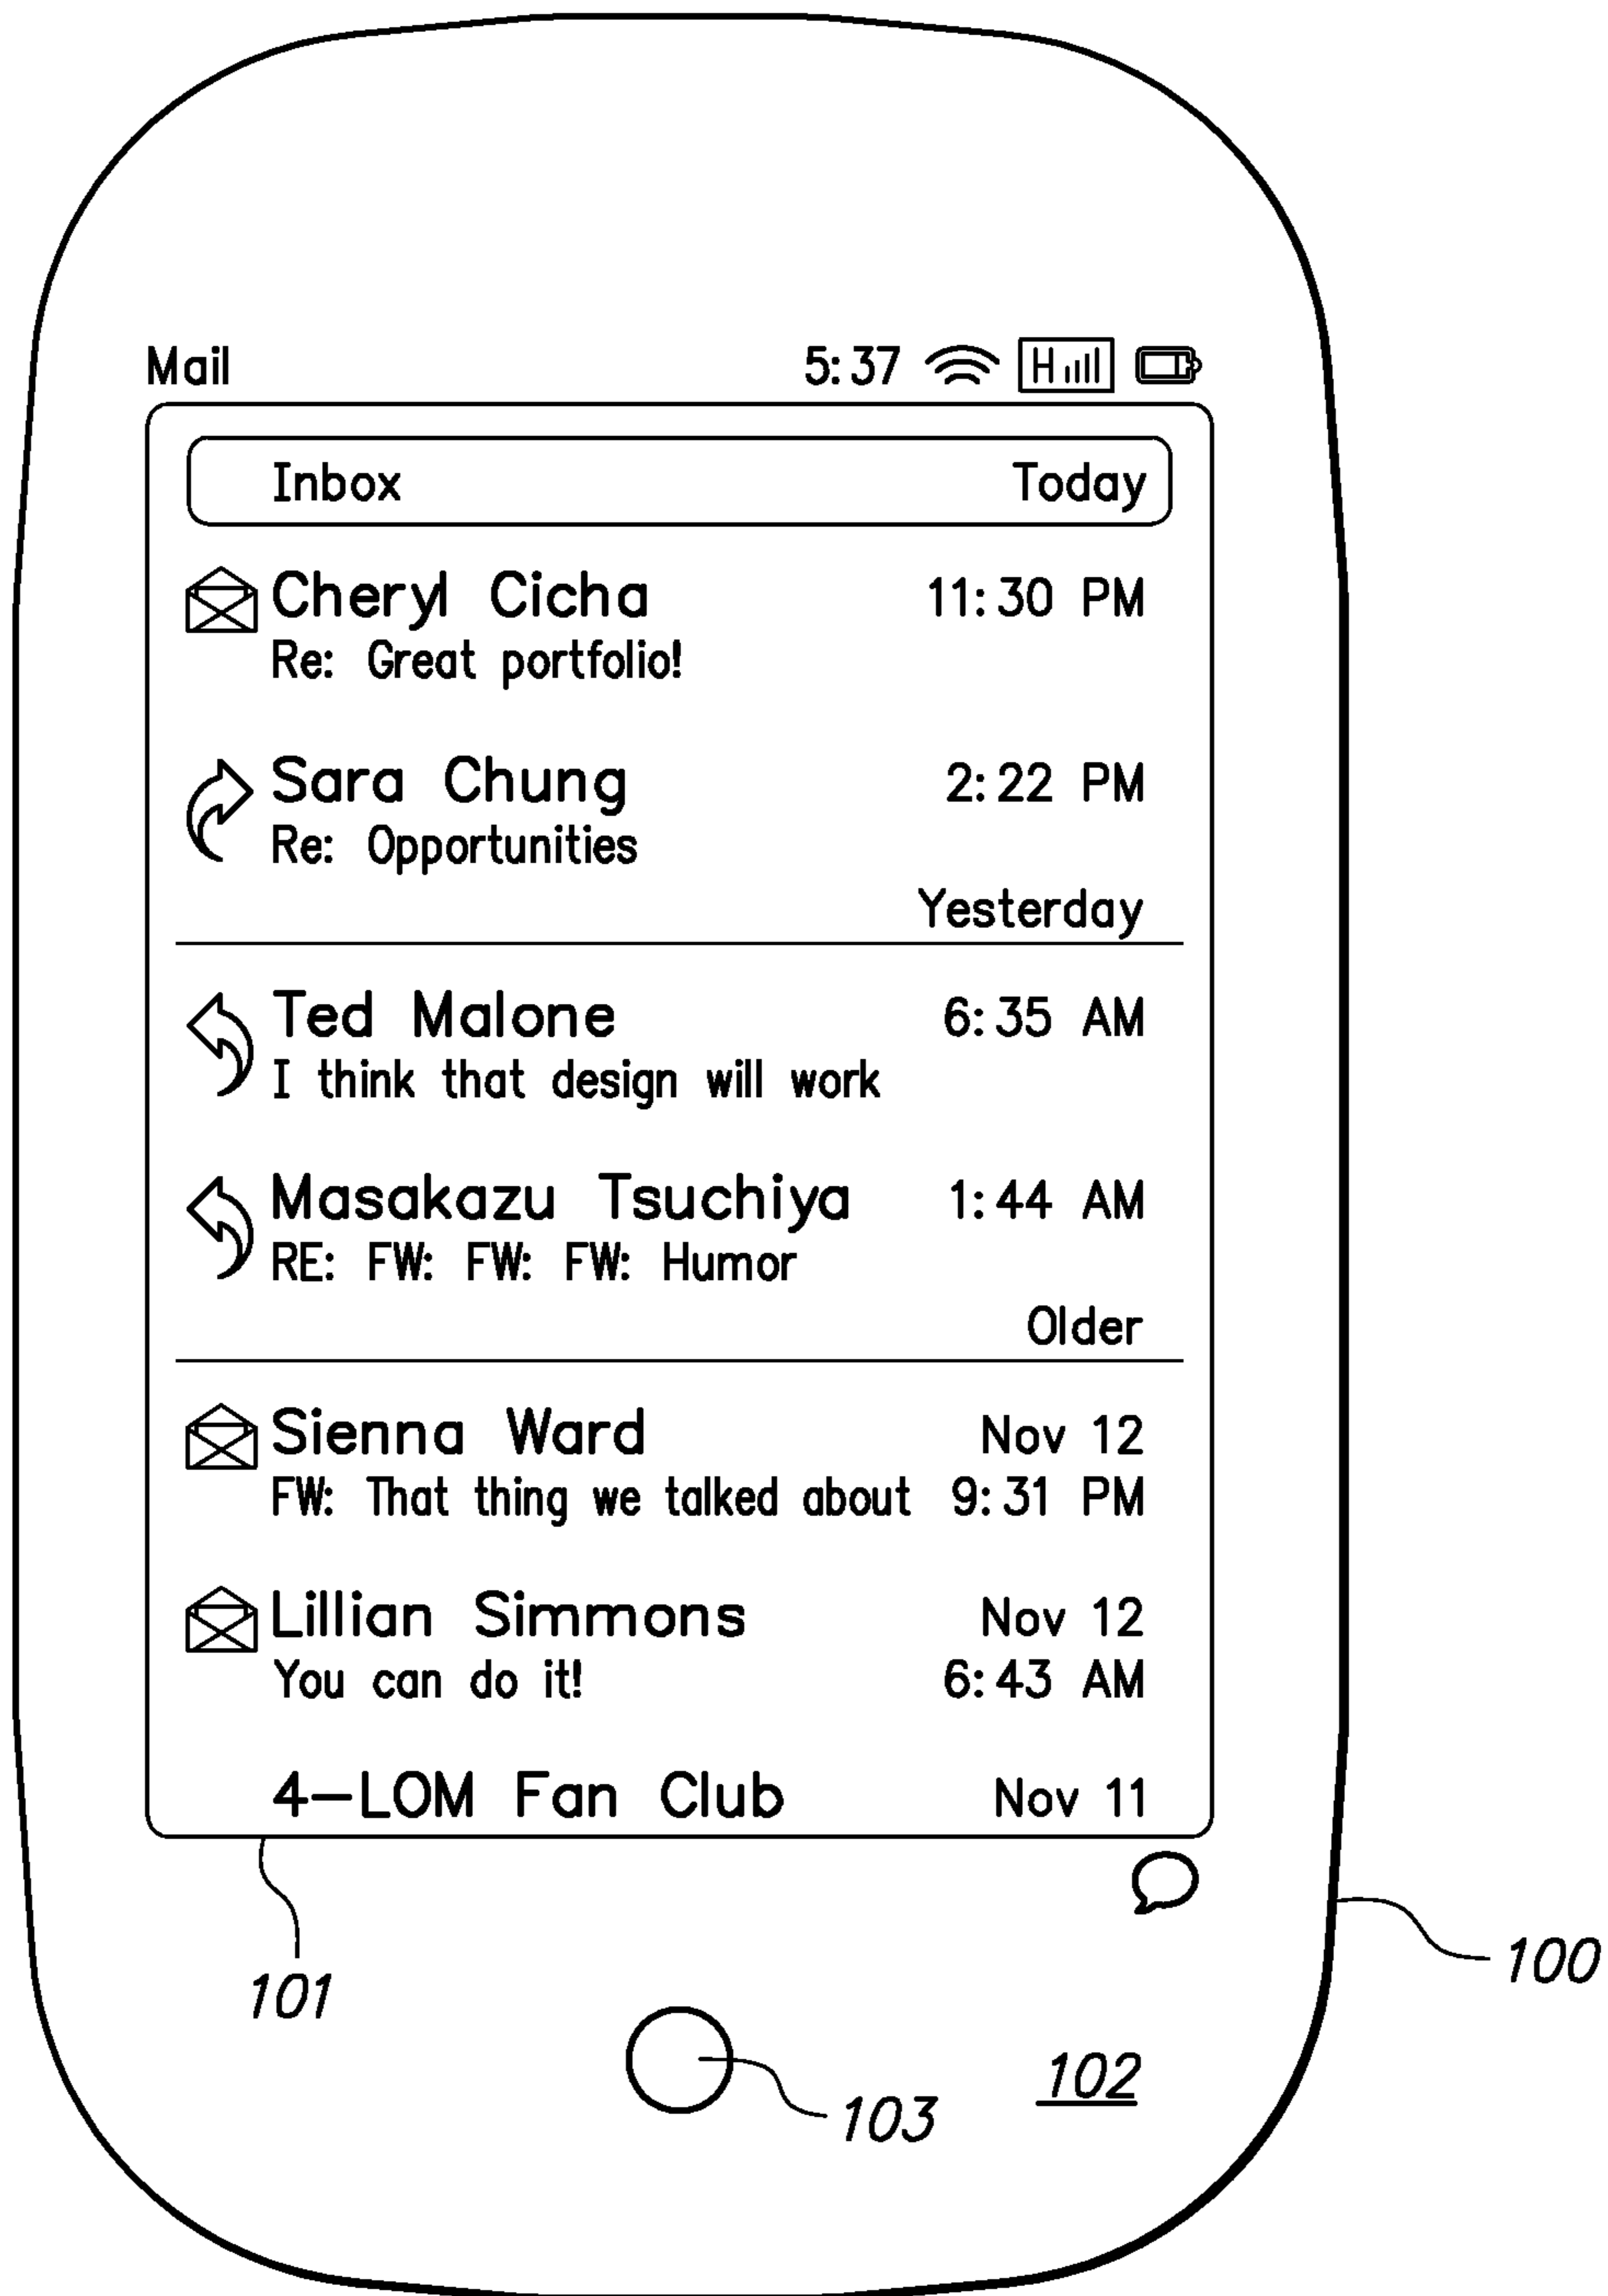 Mail 5:37 H
Inbox Today
Cheryl Cicha 11:30 PM
Re: Great portfolio!
Sara Chung 2:22 PM
Re: Opportunities
Yesterday
Ted Malone 6:35 AM
I think that design will work
Masakazu Tsuchiya 1:44 AM
RE: FW: FW: FW: Humor
Older
Sienna Ward Nov 12
FW: That thing we talked about 9:31 PM
Lillian Simmons Nov 12
You can do it! 6:43 AM
4-LOM Fan Club Nov 11
100
101
102
103